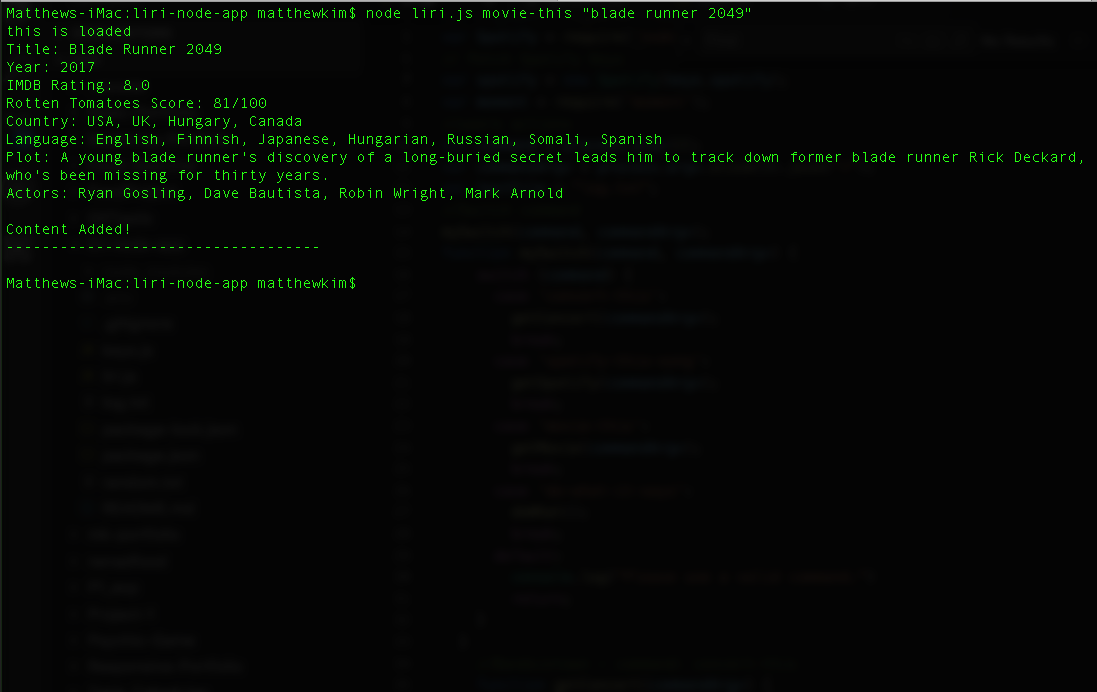 Matthews-iMac:liri-node-app matthewkim$ node liri.js movie-this "blade runner 2049"
this is loaded
Title: Blade Runner 2049
Year: 2017
IMDB Rating: 8.0
Rotten Tomatoes Score: 81/100
Country: USA, UK, Hungary, Canada
Language: English, Finnish, Japanese, Hungarian, Russian, Somali, Spanish
Plot: A young blade runner's discovery of a long-buried secret leads him to track down former blade runner Rick Deckard,
who's been missing for thirty years.
Actors: Ryan Gosling, Dave Bautista, Robin Wright, Mark Arnold
Content Added!
-----------------------------------
Matthews-iMac:liri-node-app matthewkim$